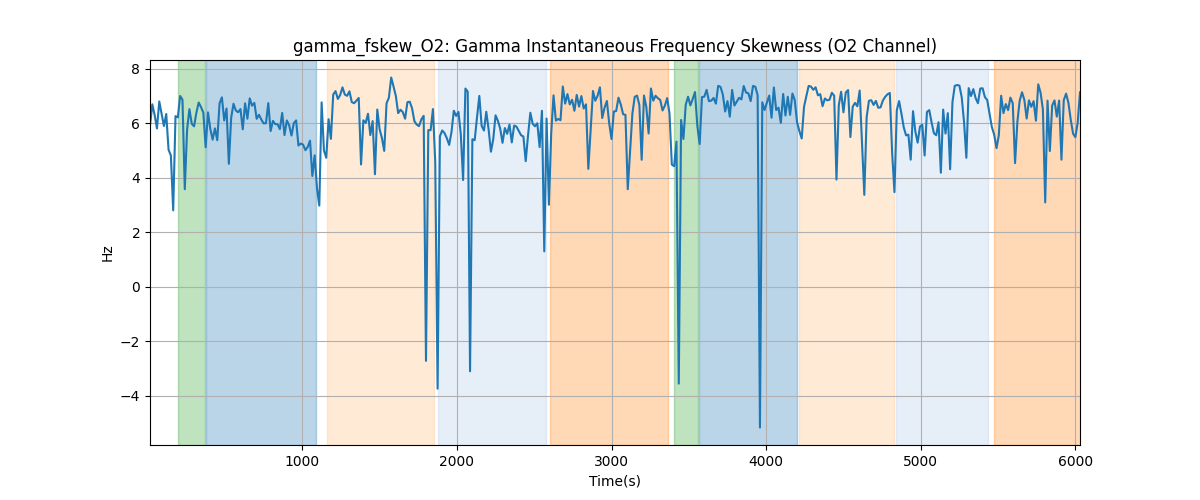 gamma_fskew_O2: Gamma Instantaneous Frequency Skewness (O2 Channel)
8
6
4
2
0
−2
−4
Hz
1000 2000 3000 4000 5000 6000
Time(s)